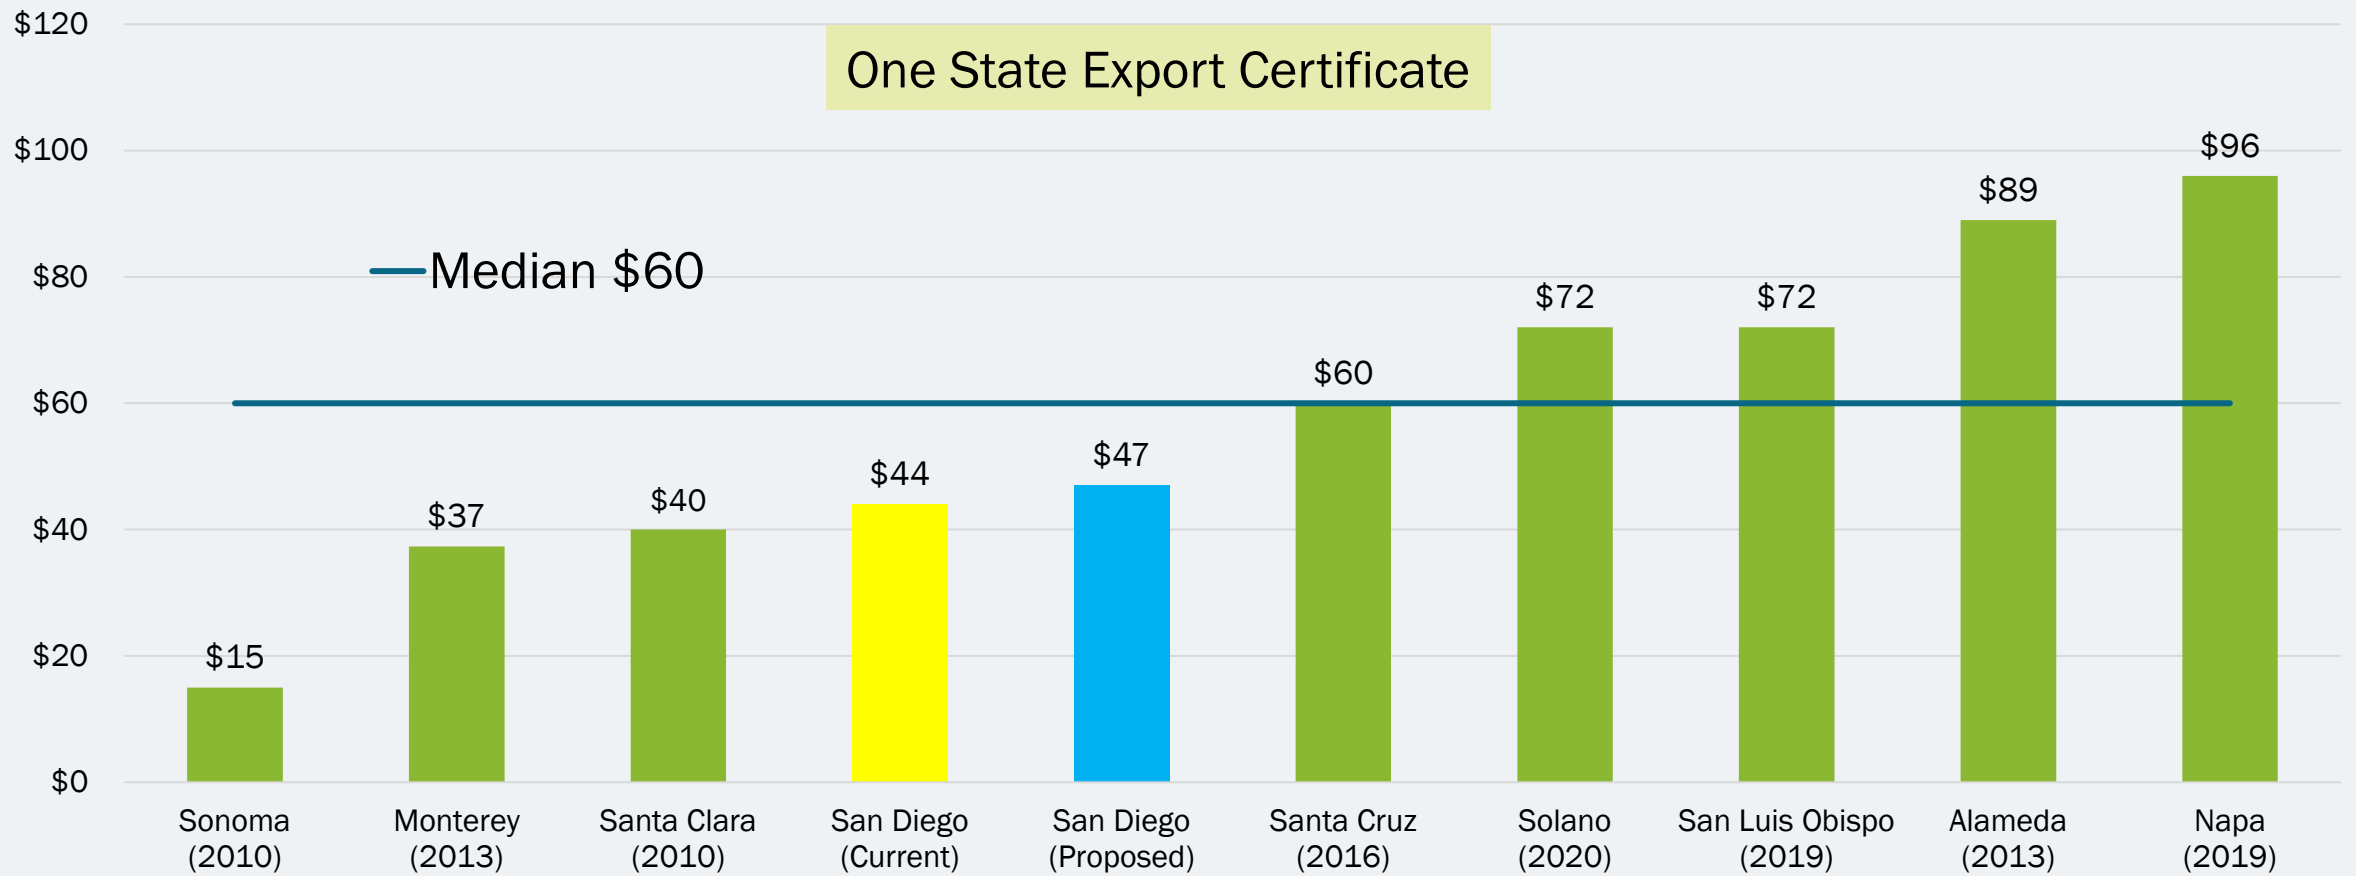 One State Export Certificate
$120
$100
$80
$60
$40
$20
$0
Median $60
$15
$37
$40
$44
$47
$60
$72
$72
$89
$96
Sonoma
(2010)
Monterey
(2013)
Santa Clara
(2010)
San Diego
(Current)
San Diego
(Proposed)
Santa Cruz
(2016)
Solano
(2020)
San Luis Obispo
(2019)
Alameda
(2013)
Napa
(2019)